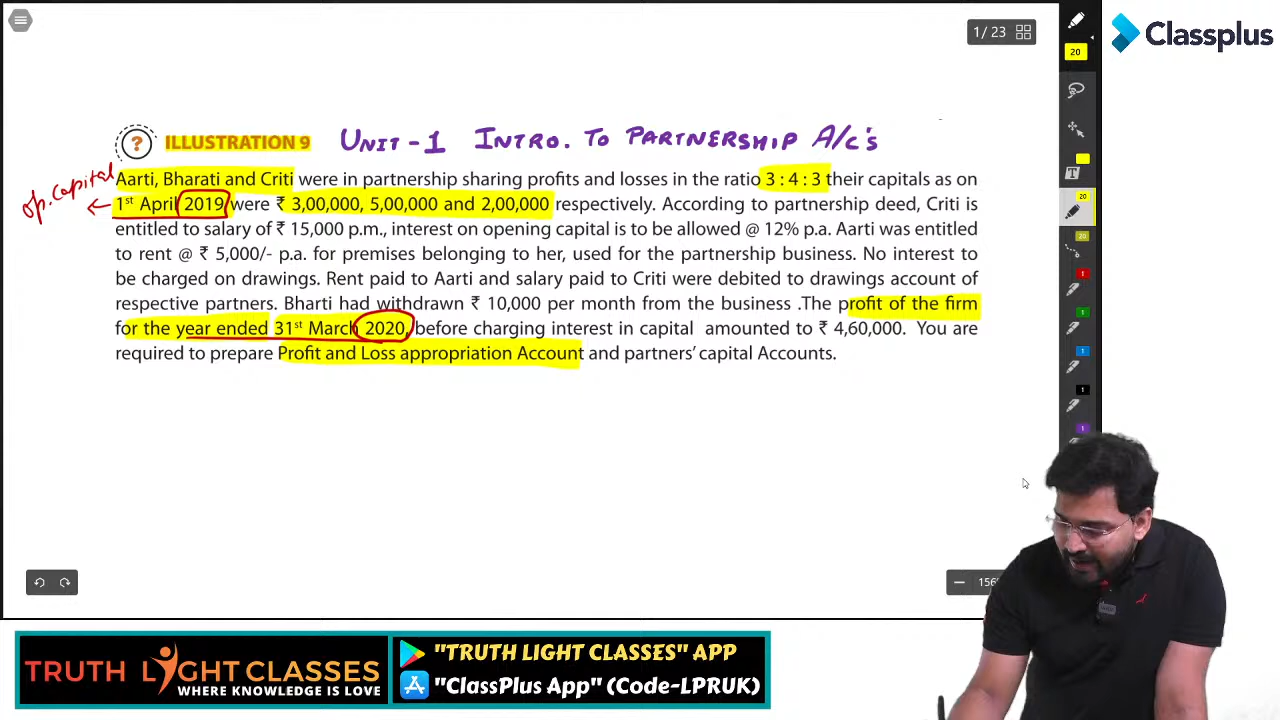 1/ 23
20
Classplus
? ILLUSTRATION 9 UNIT-1 INTRO. TO PARTNERSHIP A/C's
op. capital
Aarti, Bharati and Criti were in partnership sharing profits and losses in the ratio 3 : 4 : 3 their capitals as on
1st April 2019 were ₹ 3,00,000, 5,00,000 and 2,00,000 respectively. According to partnership deed, Criti is
entitled to salary of ₹ 15,000 p.m., interest on opening capital is to be allowed @ 12% p.a. Aarti was entitled
to rent @ ₹ 5,000/- p.a. for premises belonging to her, used for the partnership business. No interest to
be charged on drawings. Rent paid to Aarti and salary paid to Criti were debited to drawings account of
respective partners. Bharti had withdrawn ₹ 10,000 per month from the business .The profit of the firm
for the year ended 31st March 2020, before charging interest in capital amounted to ₹ 4,60,000. You are
required to prepare Profit and Loss appropriation Account and partners' capital Accounts.
T
20
20
1
1
1
1
156
TRUTH LIGHT CLASSES
WHERE KNOWLEDGE IS LOVE
"TRUTH LIGHT CLASSES" APP
"ClassPlus App" (Code-LPRUK)